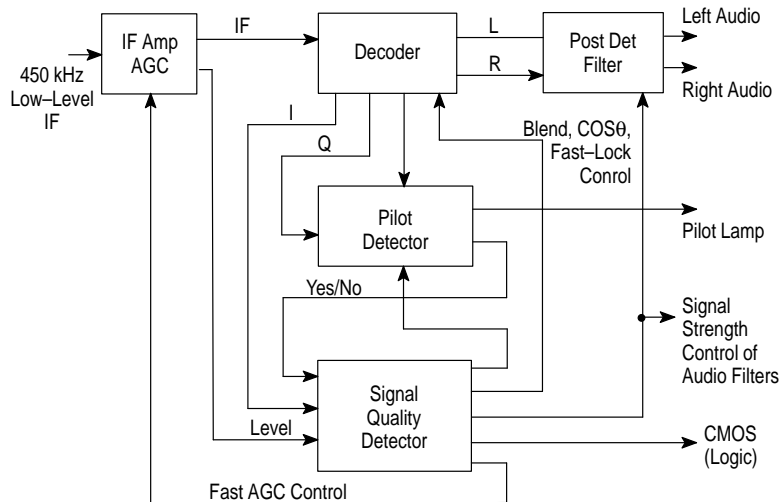 IF Amp
AGC
IF
Decoder
L
R
Post Det
Filter
Left Audio
Right Audio
450 kHz
Low–Level
IF
I
Q
Blend, COSθ,
Fast–Lock
Conrol
Pilot
Detector
Pilot Lamp
Yes/No
Signal
Strength
Control of
Audio Filters
Signal
Quality
Detector
Level
CMOS
(Logic)
Fast AGC Control